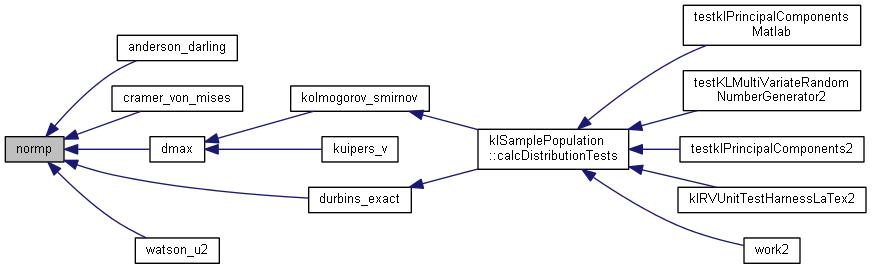 normp
anderson_darling
cramer_von_mises
dmax
durbins_exact
watson_u2
kolmogorov_smirnov
kuipers_v
klSamplePopulation
::calcDistributionTests
testklPrincipalComponents
Matlab
testKLMultiVariateRandom
NumberGenerator2
testklPrincipalComponents2
klRVUnitTestHarnessLaTex2
work2